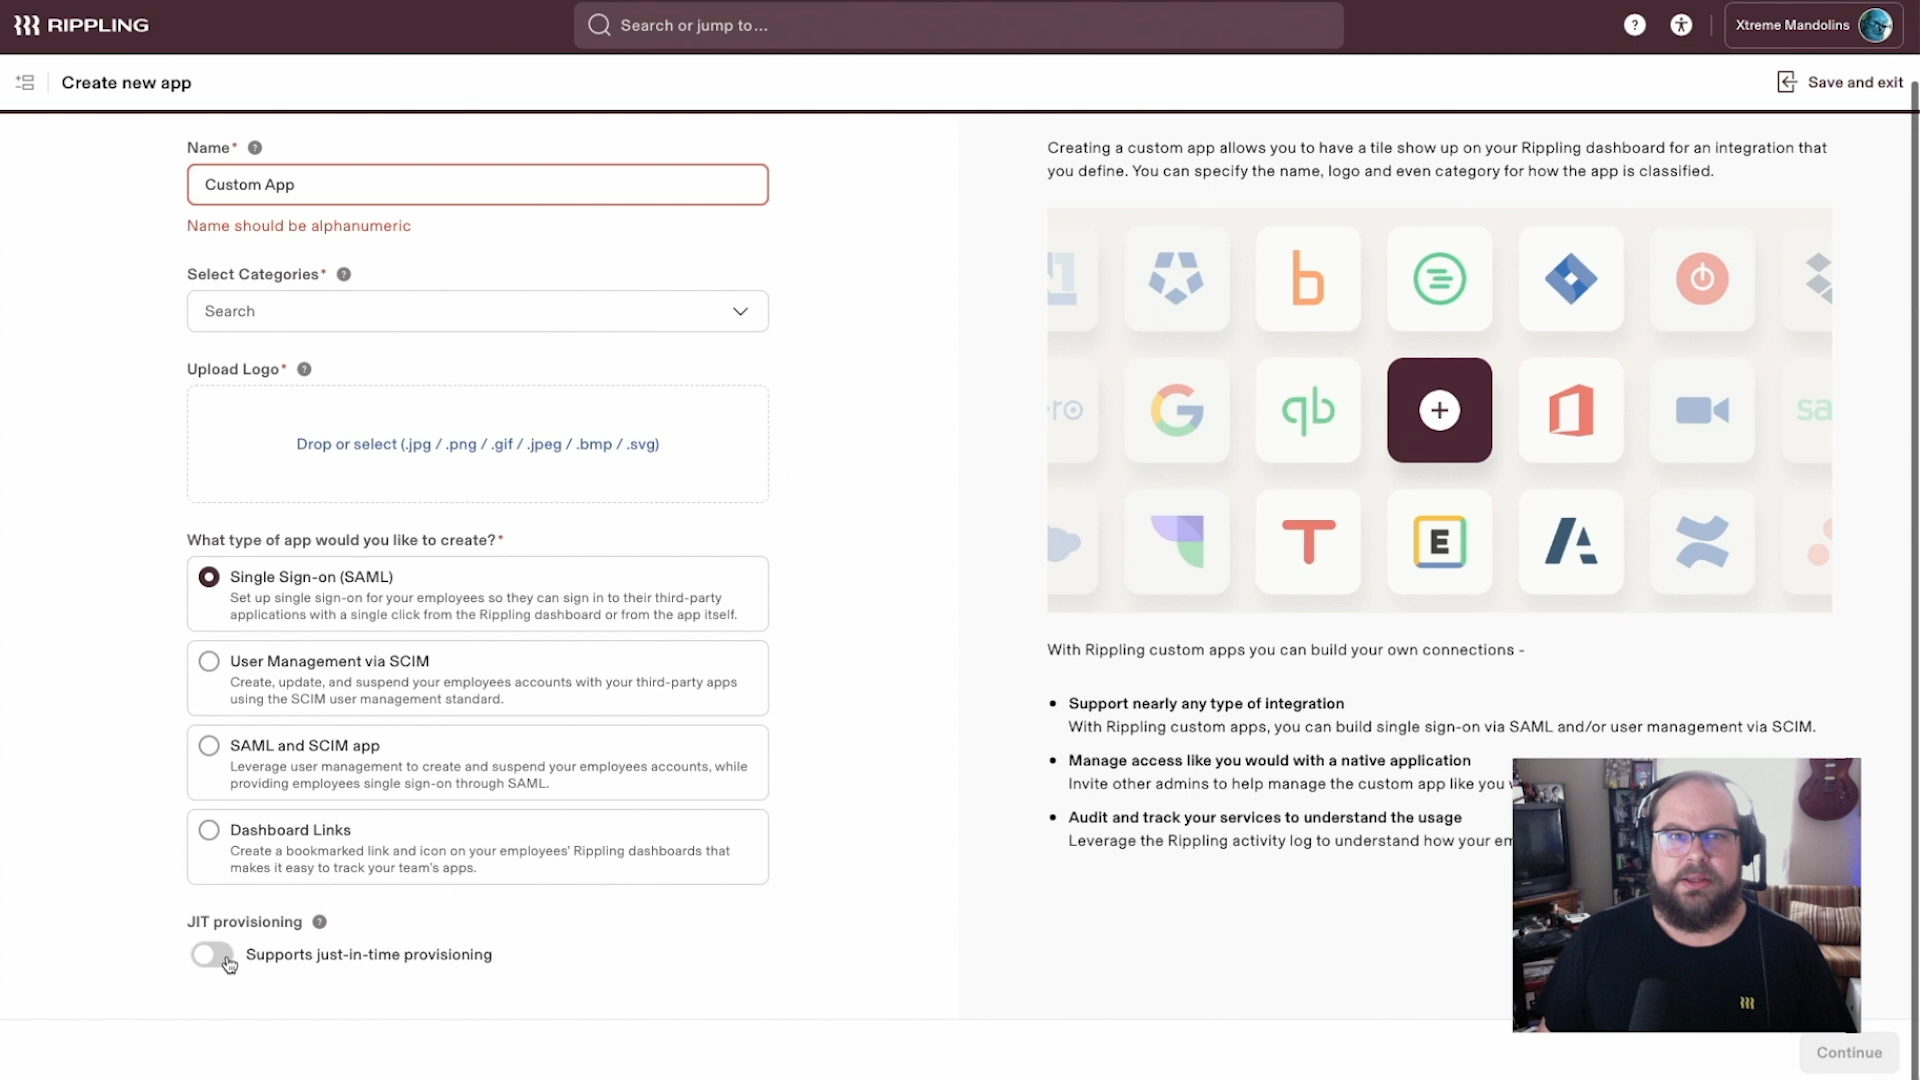 RIPPLING
Search or jump to...
Xtreme Mandolins
Create new app
Save and exit
Name*
Custom App
Name should be alphanumeric
Select Categories*
Search
Upload Logo*
Drop or select (.jpg / .png / .gif / .jpeg / .bmp / .svg)
What type of app would you like to create?*
Single Sign-on (SAML)
Set up single sign-on for your employees so they can sign in to their third-party
applications with a single click from the Rippling dashboard or from the app itself.
User Management via SCIM
Create, update, and suspend your employees accounts with your third-party apps
using the SCIM user management standard.
SAML and SCIM app
Leverage user management to create and suspend your employees accounts, while
providing employees single sign-on through SAML.
Dashboard Links
Create a bookmarked link and icon on your employees' Rippling dashboards that
makes it easy to track your team's apps.
JIT provisioning
Supports just-in-time provisioning
Creating a custom app allows you to have a tile show up on your Rippling dashboard for an integration that
you define. You can specify the name, logo and even category for how the app is classified.
With Rippling custom apps you can build your own connections -
Support nearly any type of integration
With Rippling custom apps, you can build single sign-on via SAML and/or user management via SCIM.
Manage access like you would with a native application
Invite other admins to help manage the custom app like you
Audit and track your services to understand the usage
Leverage the Rippling activity log to understand how your em
Continue